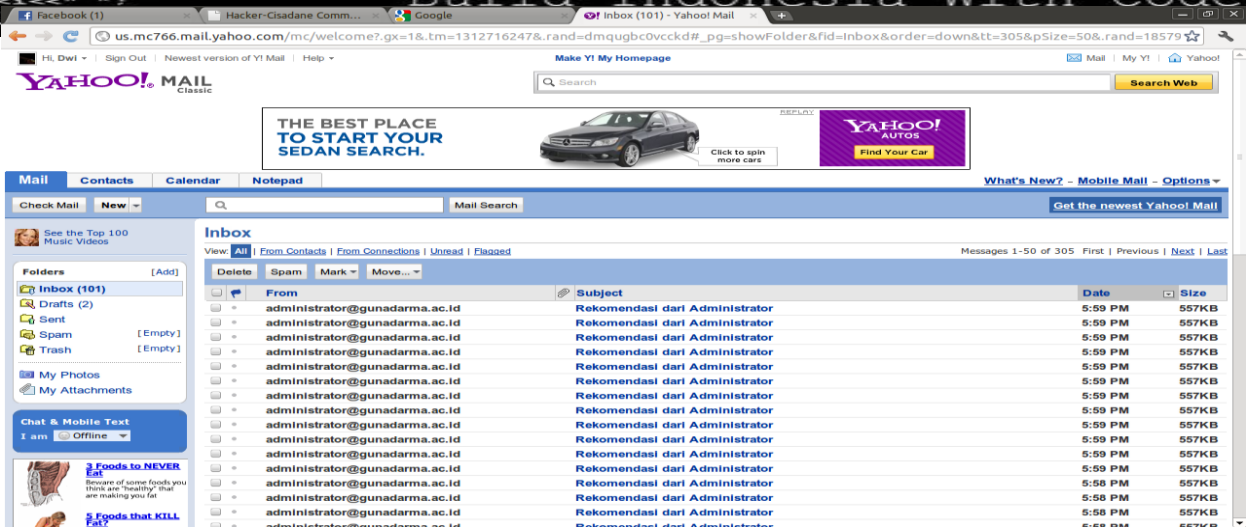 Build Indonesia with Code
Facebook (1)
Hacker-Cisadane Comm...
Google
Inbox (101) - Yahoo! Mail
us.mc766.mail.yahoo.com/mc/welcome?.gx=1&.tm=1312716247&.rand=dmqugbc0vcckd#_pg=showFolder&fid=Inbox&order=down&tt=305&pSize=50&.rand=18579
Hi, Dwi | Sign Out | Newest version of Y! Mail | Help
Make Y! My Homepage
Mail | My Y! | Yahoo!
YAHOO! MAIL
Classic
Search
Search Web
THE BEST PLACE
TO START YOUR
SEDAN SEARCH.
Click to spin
more cars
REPLAY
YAHOO!
AUTOS
Find Your Car
Mail Contacts Calendar Notepad
What's New? - Mobile Mail - Options
Check Mail New
Mail Search
Get the newest Yahoo! Mail
See the Top 100
Music Videos
Folders [Add]
Inbox (101)
Drafts (2)
Sent
Spam [Empty]
Trash [Empty]
My Photos
My Attachments
Chat & Mobile Text
I am Offline
3 Foods to NEVER
Eat
Beware of some foods you
think are "healthy" that
are making you fat
5 Foods that KILL
Fat?
Inbox
View: All | From Contacts | From Connections | Unread | Flagged
Messages 1-50 of 305 First | Previous | Next | Last
Delete Spam Mark Move...
From Subject Date Size
administrator@gunadarma.ac.id Rekomendasi dari Administrator 5:59 PM 557KB
administrator@gunadarma.ac.id Rekomendasi dari Administrator 5:59 PM 557KB
administrator@gunadarma.ac.id Rekomendasi dari Administrator 5:59 PM 557KB
administrator@gunadarma.ac.id Rekomendasi dari Administrator 5:59 PM 557KB
administrator@gunadarma.ac.id Rekomendasi dari Administrator 5:59 PM 557KB
administrator@gunadarma.ac.id Rekomendasi dari Administrator 5:59 PM 557KB
administrator@gunadarma.ac.id Rekomendasi dari Administrator 5:59 PM 557KB
administrator@gunadarma.ac.id Rekomendasi dari Administrator 5:59 PM 557KB
administrator@gunadarma.ac.id Rekomendasi dari Administrator 5:59 PM 557KB
administrator@gunadarma.ac.id Rekomendasi dari Administrator 5:59 PM 557KB
administrator@gunadarma.ac.id Rekomendasi dari Administrator 5:59 PM 557KB
administrator@gunadarma.ac.id Rekomendasi dari Administrator 5:58 PM 557KB
administrator@gunadarma.ac.id Rekomendasi dari Administrator 5:58 PM 557KB
administrator@gunadarma.ac.id Rekomendasi dari Administrator 5:58 PM 557KB
administrator@gunadarma.ac.id Rekomendasi dari Administrator 5:58 PM 557KB
administrator@gunadarma.ac.id Rekomendasi dari Administrator 5:58 PM 557KB